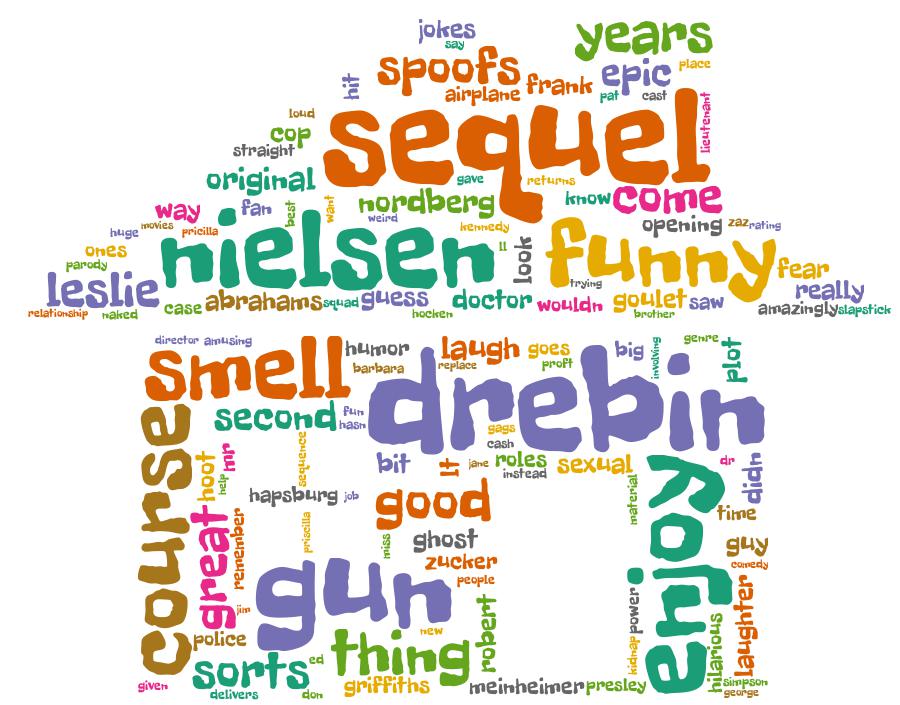 jokes
say
years
spoofs
hit
airplane
frank
epic
place
pat
cast
loud
cop
straight
sequel
lieutenant
original
gave
returns
way
fan
best
want
nordberg
weird
know
come
huge
movies
pricilla
kennedy
opening
zaz
rating
ones
parody
nielsen
ll
look
funny
fear
trying
leslie
really
relationship
naked
case
abrahams
squad
guess
hocken
doctor
wouldn
goulet
brother
saw
amazingly
slapstick
director
amusing
smell
humor
barbara
laugh
replace
goes
proft
big
involving
genre
plot
drebin
course
second
fun
hasn
gags
cash
hoot
help
mr
sequence
bit
lt
jane
roles
instead
sexual
dr
didn
hapsburg
job
good
material
enjoy
time
great
remember
priscilla
miss
ghost
zucker
people
guy
comedy
jim
gun
robert
power
kidnap
hilarious
laughter
police
new
thing
sorts
ed
given
delivers
don
griffiths
meinheimer
presley
simpson
george